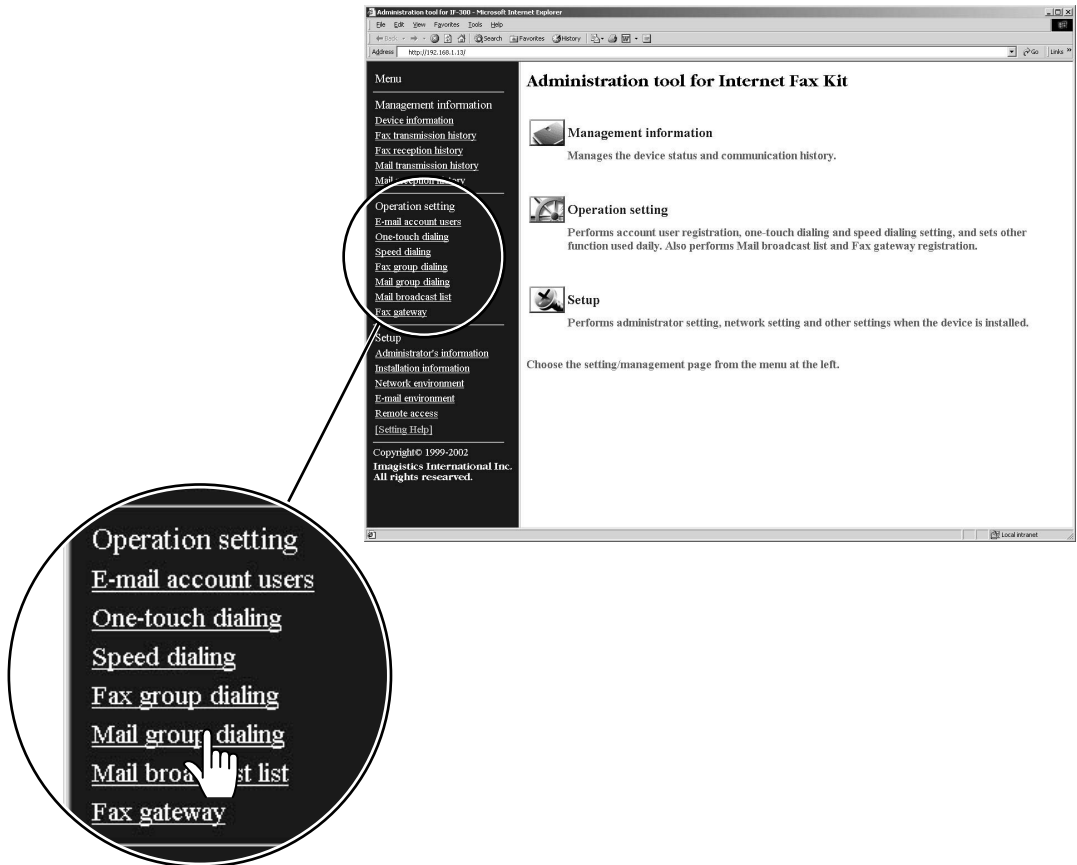 Administration tool for IF-300 - Microsoft Internet Explorer
File Edit View Favorites Tools Help
Back Search Favorites History
Address http://192.168.1.13/ Go Links »
Menu
Management information
Device information
Fax transmission history
Fax reception history
Mail transmission history
Mail reception history
Operation setting
E-mail account users
One-touch dialing
Speed dialing
Fax group dialing
Mail group dialing
Mail broadcast list
Fax gateway
Setup
Administrator's information
Installation information
Network environment
E-mail environment
Remote access
[Setting Help]
Copyright© 1999-2002
Imagistics International Inc.
All rights researved.
Administration tool for Internet Fax Kit
Management information
Manages the device status and communication history.
Operation setting
Performs account user registration, one-touch dialing and speed dialing setting, and sets other
function used daily. Also performs Mail broadcast list and Fax gateway registration.
Setup
Performs administrator setting, network setting and other settings when the device is installed.
Choose the setting/management page from the menu at the left.
Local intranet
Operation setting
E-mail account users
One-touch dialing
Speed dialing
Fax group dialing
Mail group dialing
Mail broadcast list
Fax gateway